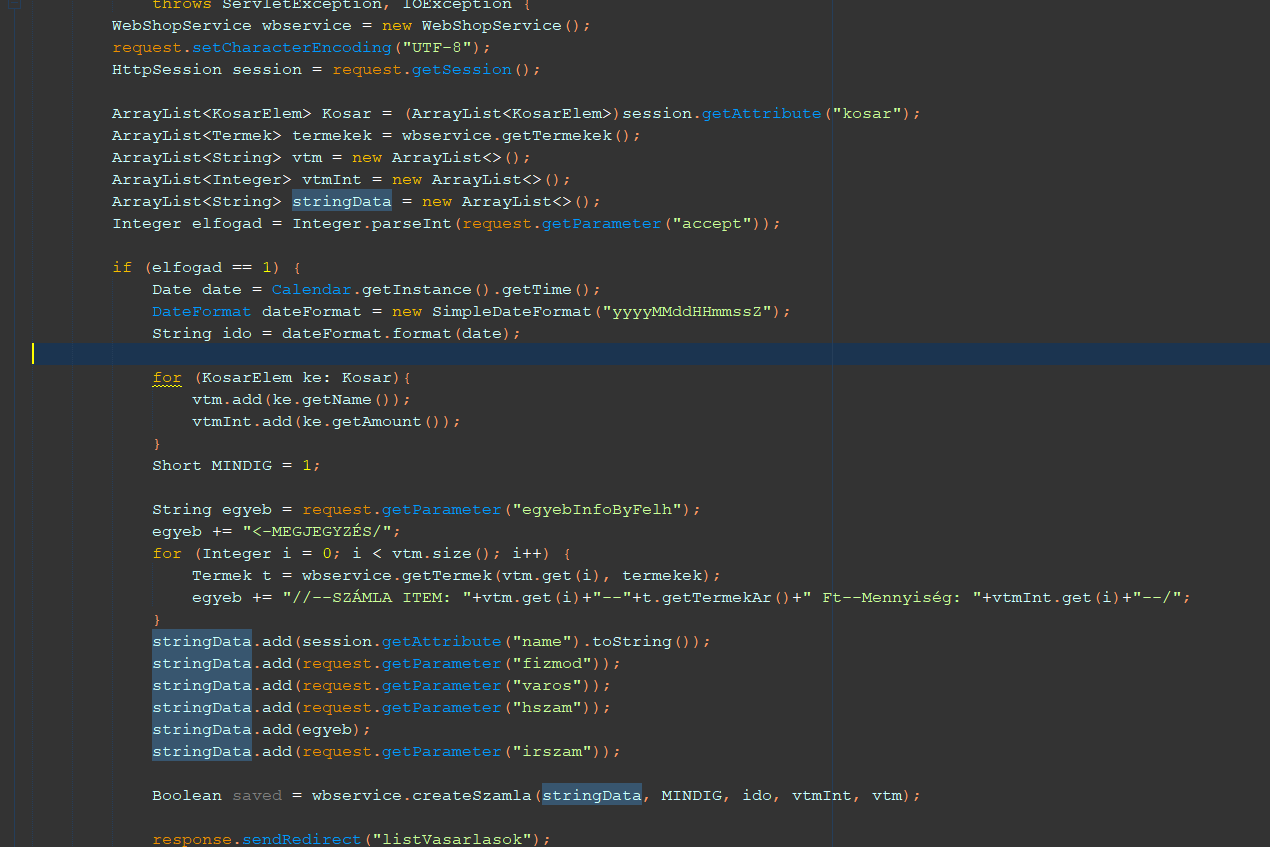 throws ServletException, IOException {
WebShopService wbservice = new WebShopService();
request.setCharacterEncoding("UTF-8");
HttpSession session = request.getSession();
ArrayList<KosarElem> Kosar = (ArrayList<KosarElem>)session.getAttribute("kosar");
ArrayList<Termek> termekek = wbservice.getTermekek();
ArrayList<String> vtm = new ArrayList<>();
ArrayList<Integer> vtmInt = new ArrayList<>();
ArrayList<String> stringData = new ArrayList<>();
Integer elfogad = Integer.parseInt(request.getParameter("accept"));
if (elfogad == 1) {
Date date = Calendar.getInstance().getTime();
DateFormat dateFormat = new SimpleDateFormat("yyyyMMddHHmmssZ");
String ido = dateFormat.format(date);
for (KosarElem ke: Kosar){
vtm.add(ke.getName());
vtmInt.add(ke.getAmount());
}
Short MINDIG = 1;
String egyeb = request.getParameter("egyebInfoByFelh");
egyeb += "<-MEGJEGYZÉS/";
for (Integer i = 0; i < vtm.size(); i++) {
Termek t = wbservice.getTermek(vtm.get(i), termekek);
egyeb += "//--SZÁMLA ITEM: "+vtm.get(i)+"--"+t.getTermekAr()+" Ft--Mennyiség: "+vtmInt.get(i)+"--/";
}
stringData.add(session.getAttribute("name").toString());
stringData.add(request.getParameter("fizmod"));
stringData.add(request.getParameter("varos"));
stringData.add(request.getParameter("hszam"));
stringData.add(egyeb);
stringData.add(request.getParameter("irszam"));
Boolean saved = wbservice.createSzamla(stringData, MINDIG, ido, vtmInt, vtm);
response.sendRedirect("listVasarlasok");